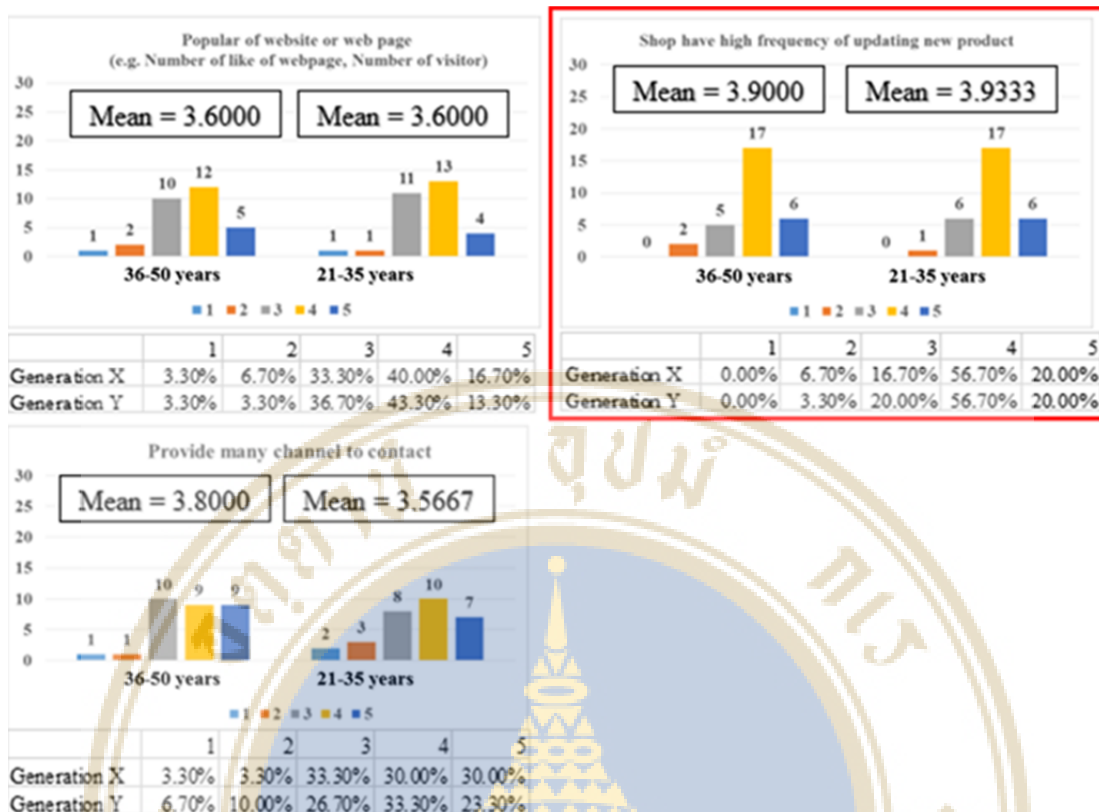 Popular of website or web page
(e.g. Number of like of webpage, Number of visitor)
30
25
20
15
10
5
0
Mean = 3.6000 Mean = 3.6000
1 2 10 12 5 1 1 11 13 4
36-50 years 21-35 years
1 2 3 4 5
1 2 3 4 5
Generation X 3.30% 6.70% 33.30% 40.00% 16.70%
Generation Y 3.30% 3.30% 36.70% 43.30% 13.30%
Shop have high frequency of updating new product
30
25
20
15
10
5
0
Mean = 3.9000 Mean = 3.9333
0 2 5 17 6 0 1 6 17 6
36-50 years 21-35 years
1 2 3 4 5
1 2 3 4 5
Generation X 0.00% 6.70% 16.70% 56.70% 20.00%
Generation Y 0.00% 3.30% 20.00% 56.70% 20.00%
Provide many channel to contact
30
25
20
15
10
5
0
Mean = 3.8000 Mean = 3.5667
1 1 10 9 9 2 3 8 10 7
36-50 years 21-35 years
1 2 3 4 5
1 2 3 4 5
Generation X 3.30% 3.30% 33.30% 30.00% 30.00%
Generation Y 6.70% 10.00% 26.70% 33.30% 23.30%